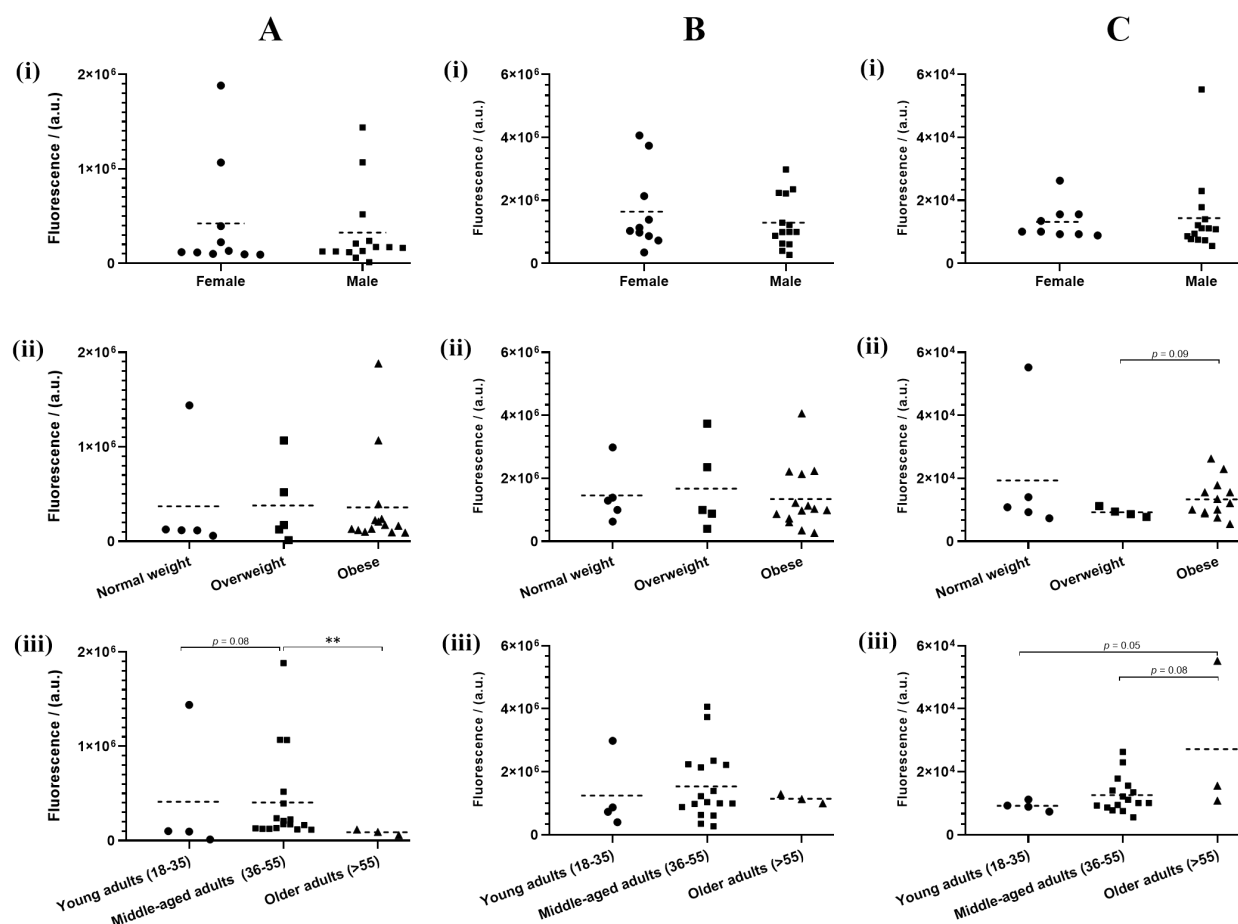 A
B
C
(i)
Fluorescence / (a.u.)
2×10⁶
1×10⁶
0
Female
Male
(i)
Fluorescence / (a.u.)
6×10⁶
4×10⁶
2×10⁶
0
Female
Male
(i)
Fluorescence / (a.u.)
6×10⁴
4×10⁴
2×10⁴
0
Female
Male
(ii)
Fluorescence / (a.u.)
2×10⁶
1×10⁶
0
Normal weight
Overweight
Obese
(ii)
Fluorescence / (a.u.)
6×10⁶
4×10⁶
2×10⁶
0
Normal weight
Overweight
Obese
(ii)
Fluorescence / (a.u.)
6×10⁴
4×10⁴
2×10⁴
0
p = 0.09
Normal weight
Overweight
Obese
(iii)
Fluorescence / (a.u.)
2×10⁶
1×10⁶
0
p = 0.08
**
Young adults (18-35)
Middle-aged adults (36-55)
Older adults (>55)
(iii)
Fluorescence / (a.u.)
6×10⁶
4×10⁶
2×10⁶
0
Young adults (18-35)
Middle-aged adults (36-55)
Older adults (>55)
(iii)
Fluorescence / (a.u.)
6×10⁴
4×10⁴
2×10⁴
0
p = 0.05
p = 0.08
Young adults (18-35)
Middle-aged adults (36-55)
Older adults (>55)